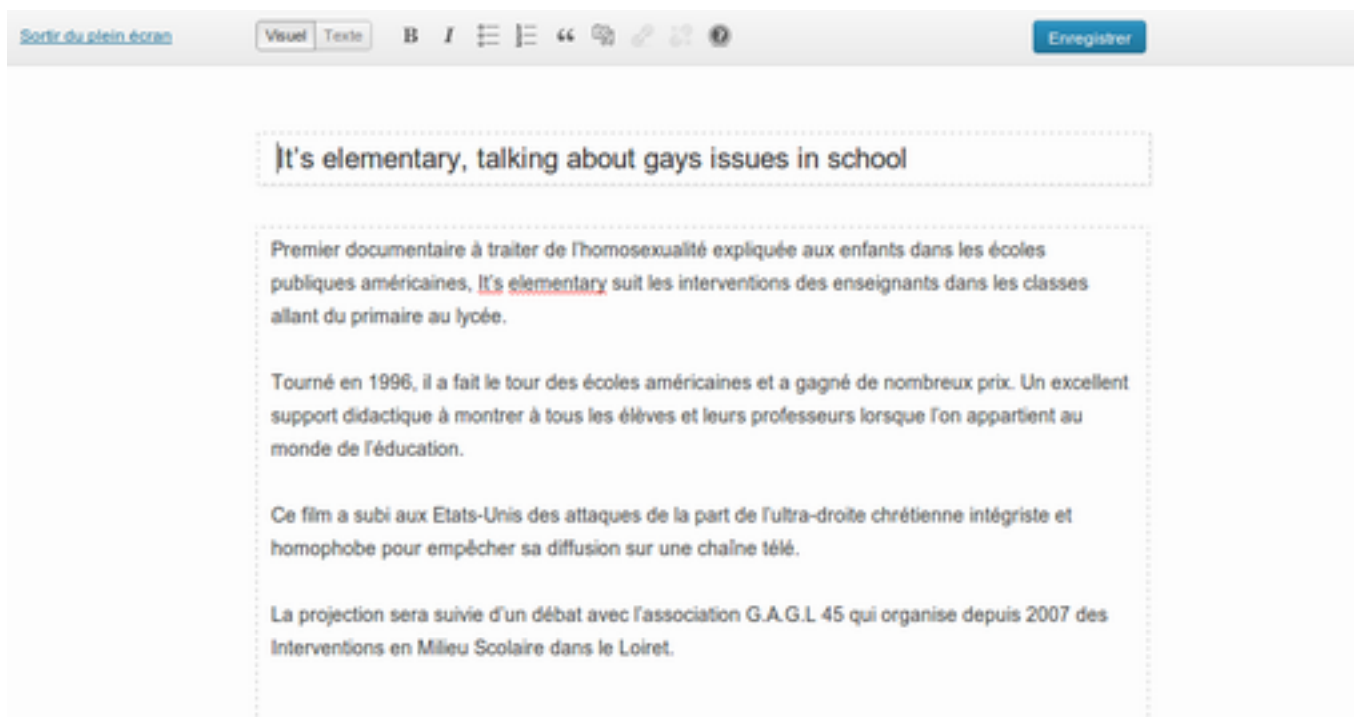 Sortir du plein écran
Visuel Texte B I “
Enregistrer
It's elementary, talking about gays issues in school
Premier documentaire à traiter de l'homosexualité expliquée aux enfants dans les écoles
publiques américaines, It's elementary suit les interventions des enseignants dans les classes
allant du primaire au lycée.
Tourné en 1996, il a fait le tour des écoles américaines et a gagné de nombreux prix. Un excellent
support didactique à montrer à tous les élèves et leurs professeurs lorsque l'on appartient au
monde de l'éducation.
Ce film a subi aux Etats-Unis des attaques de la part de l'ultra-droite chrétienne intégriste et
homophobe pour empêcher sa diffusion sur une chaîne télé.
La projection sera suivie d'un débat avec l'association G.A.G.L 45 qui organise depuis 2007 des
Interventions en Milieu Scolaire dans le Loiret.